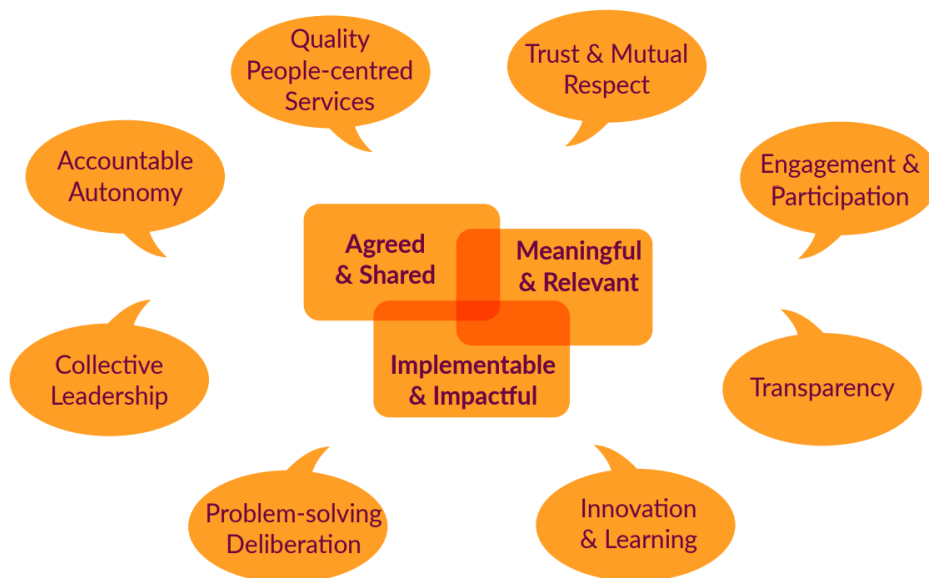 Quality
People-centred
Services
Trust & Mutual
Respect
Accountable
Autonomy
Engagement &
Participation
Agreed
& Shared
Meaningful
& Relevant
Implementable
& Impactful
Collective
Leadership
Transparency
Problem-solving
Deliberation
Innovation
& Learning